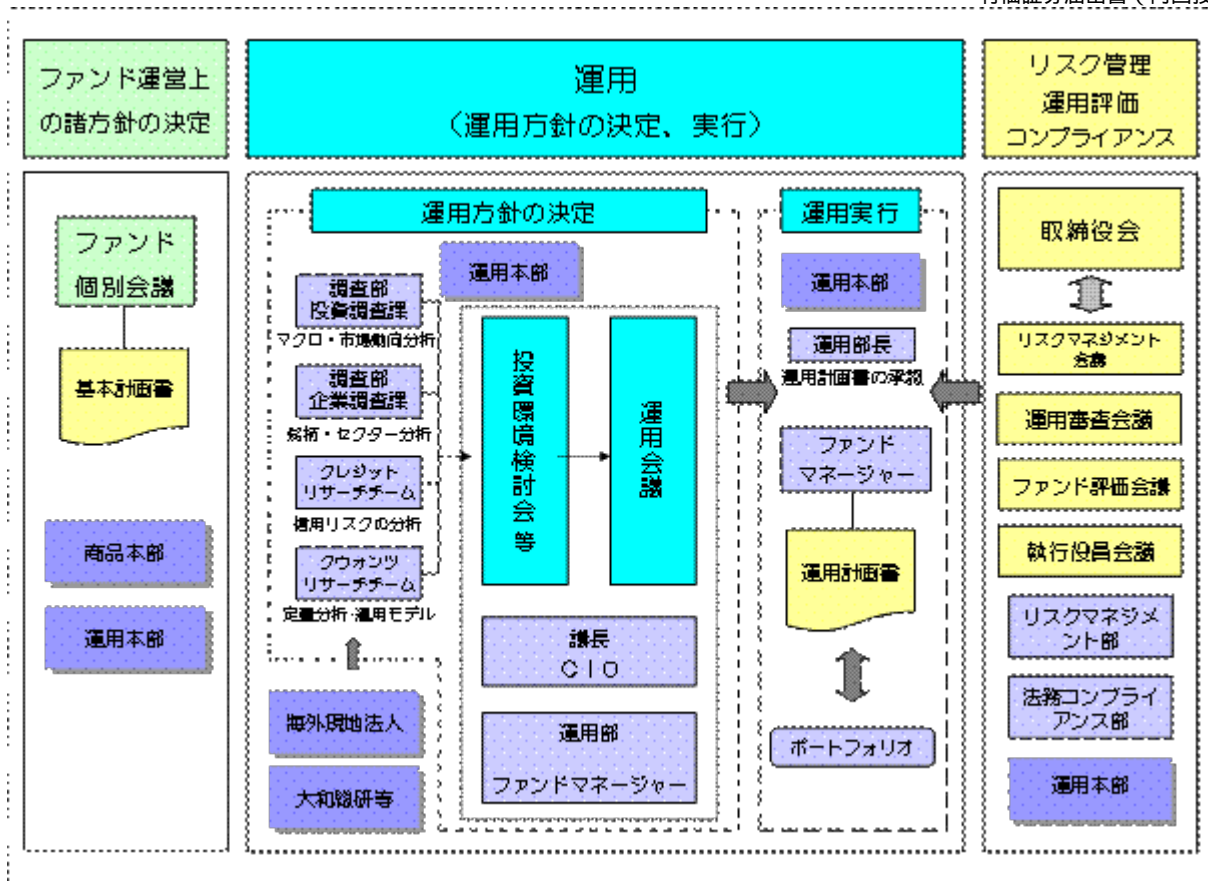 ファンド運営上
の諸方針の決定
運用
（運用方針の決定、実行）
リスク管理
運用評価
コンプライアンス
ファンド
個別会議
基本計画書
商品本部
運用本部
運用方針の決定
運用本部
調査部
投資調査課
マクロ・市場動向分析
調査部
企業調査課
銘柄・セクター分析
クレジット
リサーチチーム
信用リスクの分析
クウォンツ
リサーチチーム
定量分析・運用モデル
海外現地法人
大和総研等
投資環境検討会等
運用会議
議長
ＣＩＯ
運用部
ファンドマネージャー
運用実行
運用本部
運用部長
運用計画書の承認
ファンド
マネージャー
運用計画書
ポートフォリオ
取締役会
リスクマネジメント
会議
運用審査会議
ファンド評価会議
執行役員会議
リスクマネジメ
ント部
法務コンプライ
アンス部
運用本部